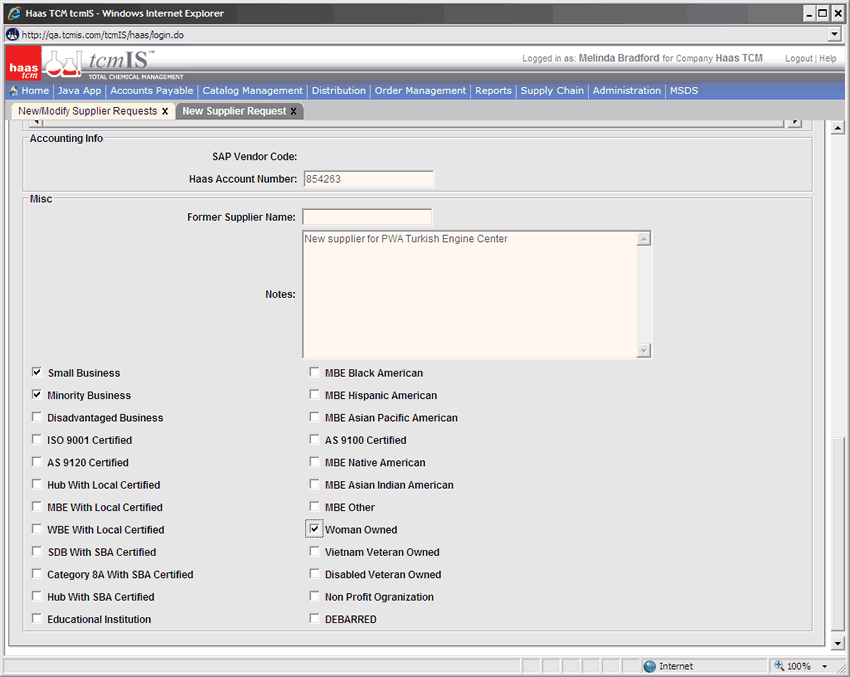 Haas TCM tcmIS - Windows Internet Explorer
http://qa.tcmis.com/tcmIS/haas/login.do
haas tcm tcmIS™ TOTAL CHEMICAL MANAGEMENT
Logged in as: Melinda Bradford for Company Haas TCM Logout | Help
Home | Java App | Accounts Payable | Catalog Management | Distribution | Order Management | Reports | Supply Chain | Administration | MSDS
New/Modify Supplier Requests x New Supplier Request x
Accounting Info
SAP Vendor Code:
Haas Account Number: 854263
Misc
Former Supplier Name:
New supplier for PWA Turkish Engine Center
Notes:
Small Business MBE Black American
Minority Business MBE Hispanic American
Disadvantaged Business MBE Asian Pacific American
ISO 9001 Certified AS 9100 Certified
AS 9120 Certified MBE Native American
Hub With Local Certified MBE Asian Indian American
MBE With Local Certified MBE Other
WBE With Local Certified Woman Owned
SDB With SBA Certified Vietnam Veteran Owned
Category 8A With SBA Certified Disabled Veteran Owned
Hub With SBA Certified Non Profit Ogranization
Educational Institution DEBARRED
Internet 100%